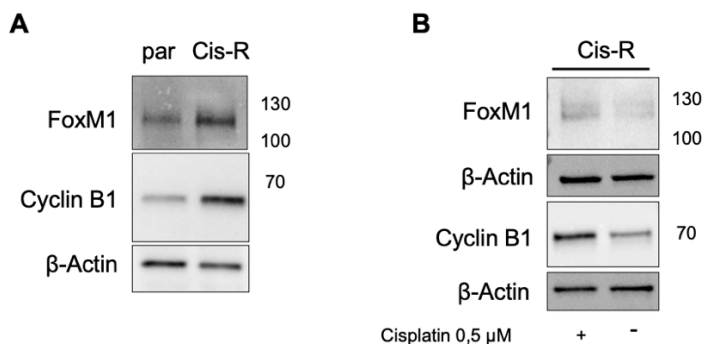 A
par Cis-R
FoxM1
130
100
Cyclin B1
70
β-Actin
B
Cis-R
FoxM1
130
100
β-Actin
Cyclin B1
70
β-Actin
Cisplatin 0,5 µM + -